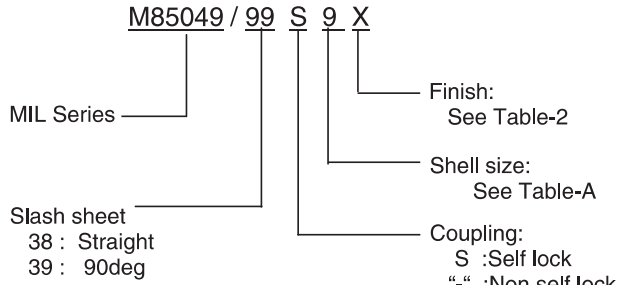 M85049 / 99 S 9 X
MIL Series
Finish:
See Table-2
Shell size:
See Table-A
Slash sheet
38 : Straight
39 : 90deg
Coupling:
S :Self lock
“-“ :Non self lock